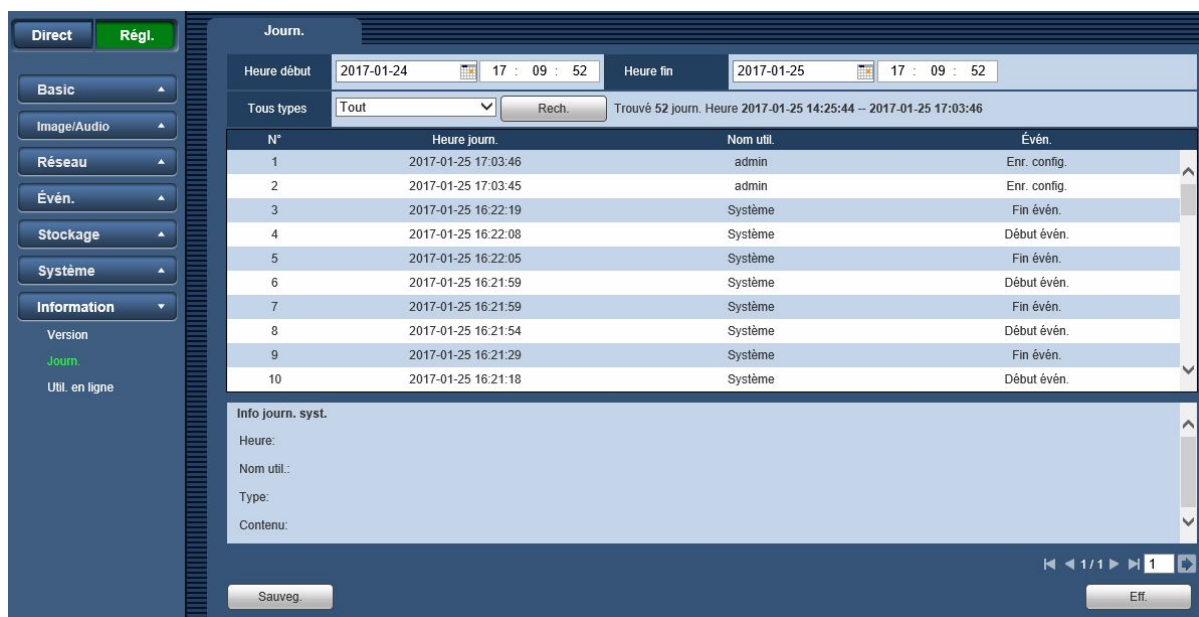 Direct Régl.
Basic
Image/Audio
Réseau
Évén.
Stockage
Système
Information
Version
Journ.
Util. en ligne
Journ.
Heure début 2017-01-24 17 : 09 : 52 Heure fin 2017-01-25 17 : 09 : 52
Tous types Tout Rech. Trouvé 52 journ. Heure 2017-01-25 14:25:44 -- 2017-01-25 17:03:46
N° Heure journ. Nom util. Évén.
1 2017-01-25 17:03:46 admin Enr. config.
2 2017-01-25 17:03:45 admin Enr. config.
3 2017-01-25 16:22:19 Système Fin évén.
4 2017-01-25 16:22:08 Système Début évén.
5 2017-01-25 16:22:05 Système Fin évén.
6 2017-01-25 16:21:59 Système Début évén.
7 2017-01-25 16:21:59 Système Fin évén.
8 2017-01-25 16:21:54 Système Début évén.
9 2017-01-25 16:21:29 Système Fin évén.
10 2017-01-25 16:21:18 Système Début évén.
Info journ. syst.
Heure:
Nom util.:
Type:
Contenu:
1 / 1 1
Sauveg. Eff.